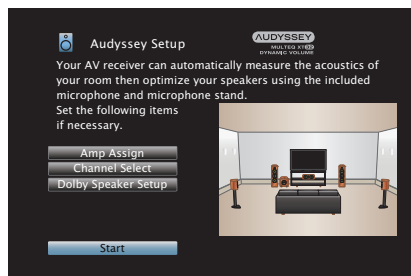 Audyssey Setup
AUDYSSEY
MULTEQ XT32
DYNAMIC VOLUME
Your AV receiver can automatically measure the acoustics of
your room then optimize your speakers using the included
microphone and microphone stand.
Set the following items
if necessary.
Amp Assign
Channel Select
Dolby Speaker Setup
Start